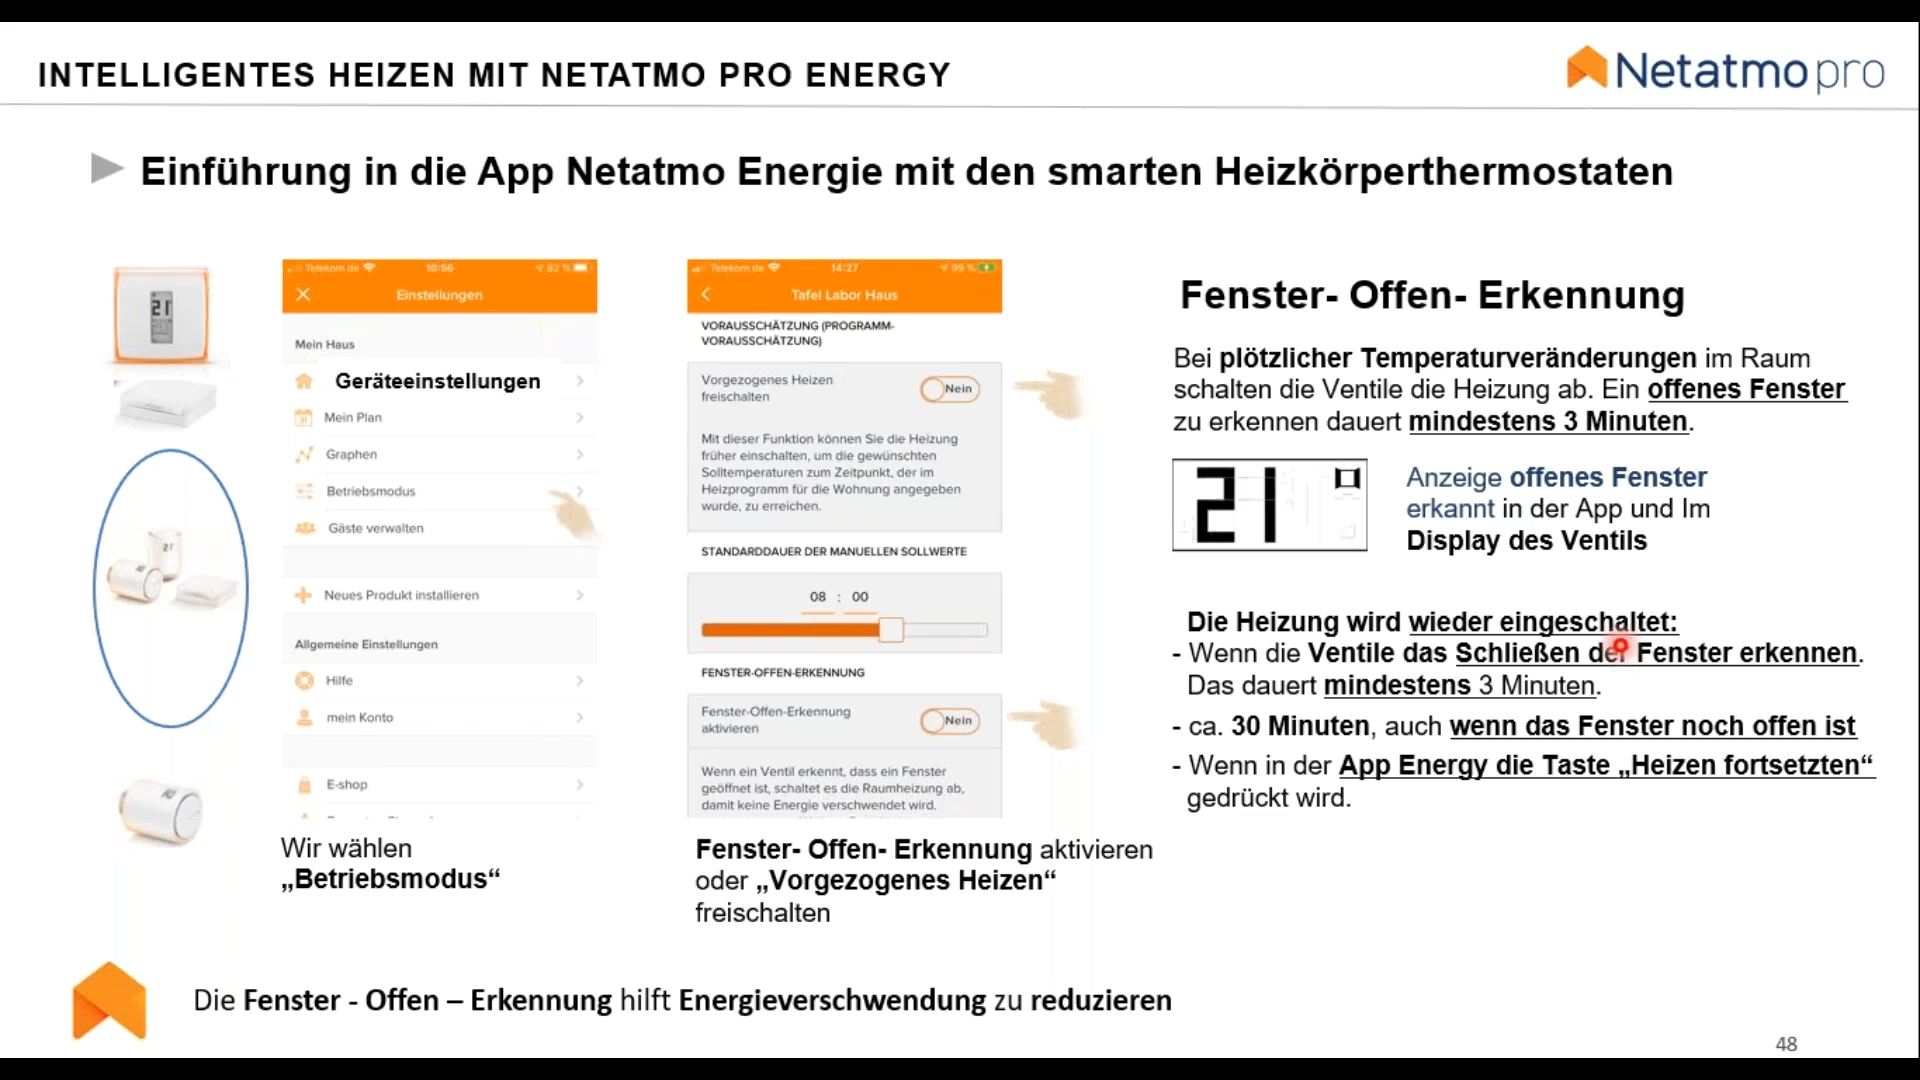 INTELLIGENTES HEIZEN MIT NETATMO PRO ENERGY
Netatmo pro
Einführung in die App Netatmo Energie mit den smarten Heizkörperthermostaten
21
Telekom.de 10:56 82 %
Einstellungen
Mein Haus
Geräteeinstellungen
Mein Plan
Graphen
Betriebsmodus
Gäste verwalten
Neues Produkt installieren
Allgemeine Einstellungen
Hilfe
mein Konto
E-shop
Wir wählen
„Betriebsmodus“
Telekom.de 14:27 99 %
Tafel Labor Haus
VORAUSSCHÄTZUNG (PROGRAMM-
VORAUSSCHÄTZUNG)
Vorgezogenes Heizen
freischalten
Nein
Mit dieser Funktion können Sie die Heizung
früher einschalten, um die gewünschten
Solltemperaturen zum Zeitpunkt, der im
Heizprogramm für die Wohnung angegeben
wurde, zu erreichen.
STANDARDDAUER DER MANUELLEN SOLLWERTE
08 : 00
FENSTER-OFFEN-ERKENNUNG
Fenster-Offen-Erkennung
aktivieren
Nein
Wenn ein Ventil erkennt, dass ein Fenster
geöffnet ist, schaltet es die Raumheizung ab,
damit keine Energie verschwendet wird.
Fenster- Offen- Erkennung aktivieren
oder „Vorgezogenes Heizen“
freischalten
Fenster- Offen- Erkennung
Bei plötzlicher Temperaturveränderungen im Raum
schalten die Ventile die Heizung ab. Ein offenes Fenster
zu erkennen dauert mindestens 3 Minuten.
21
Anzeige offenes Fenster
erkannt in der App und Im
Display des Ventils
Die Heizung wird wieder eingeschaltet:
- Wenn die Ventile das Schließen der Fenster erkennen.
Das dauert mindestens 3 Minuten.
- ca. 30 Minuten, auch wenn das Fenster noch offen ist
- Wenn in der App Energy die Taste „Heizen fortsetzten“
gedrückt wird.
Die Fenster - Offen – Erkennung hilft Energieverschwendung zu reduzieren
48